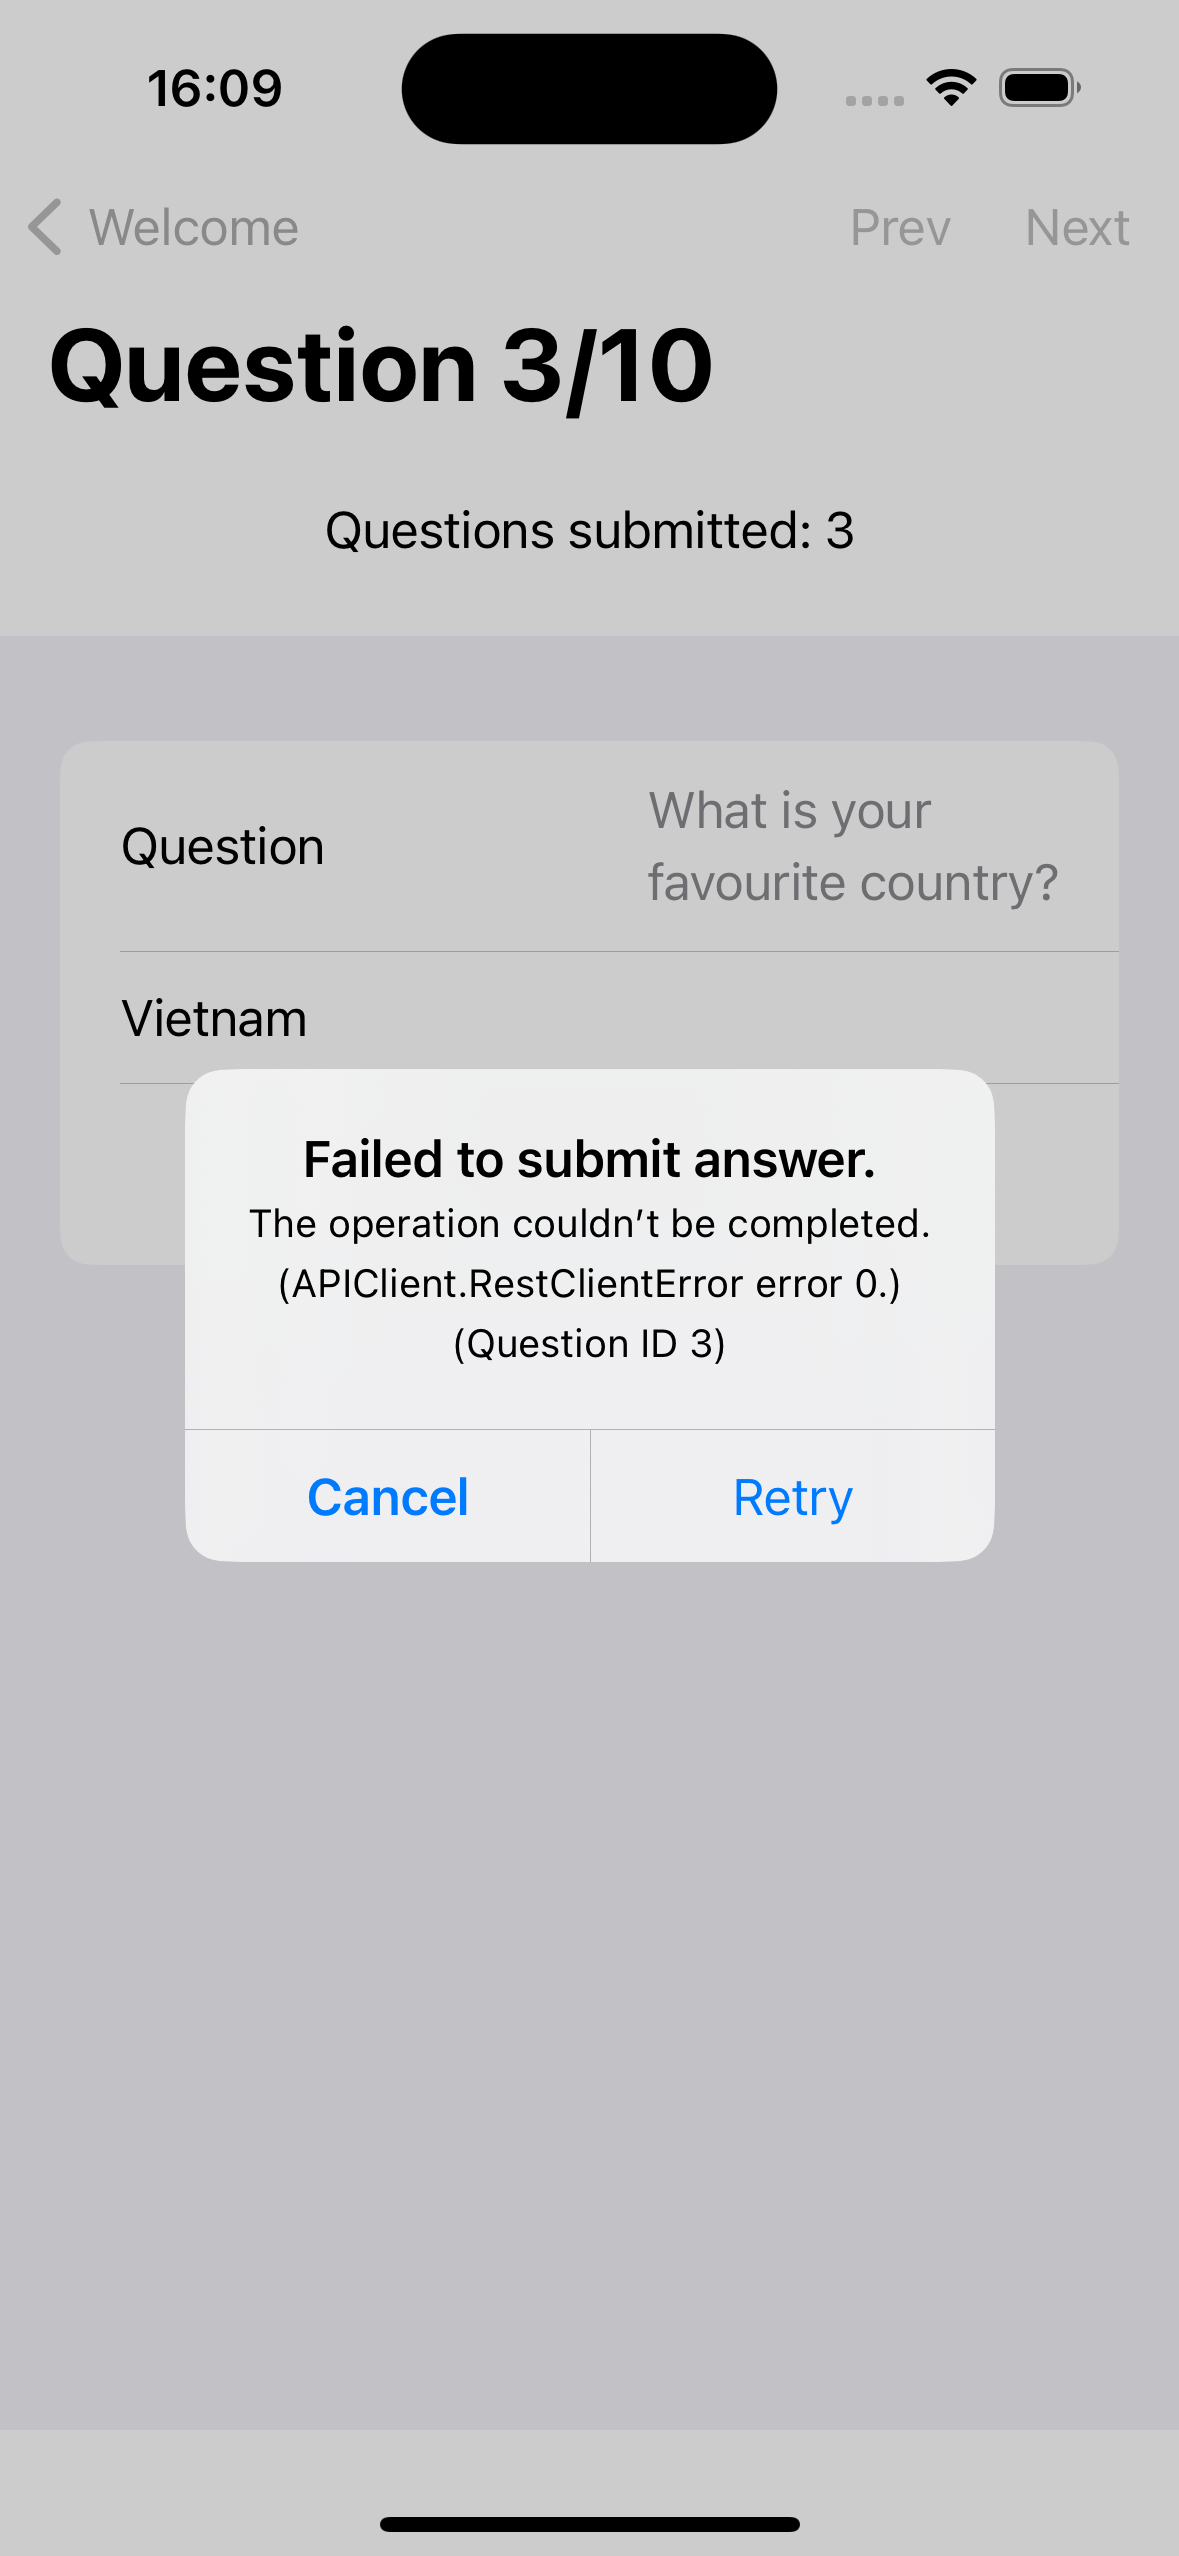 16:09
Welcome
Prev
Next
Question 3/10
Questions submitted: 3
Question
What is your
favourite country?
Vietnam
Failed to submit answer.
The operation couldn’t be completed.
(APIClient.RestClientError error 0.)
(Question ID 3)
Cancel
Retry